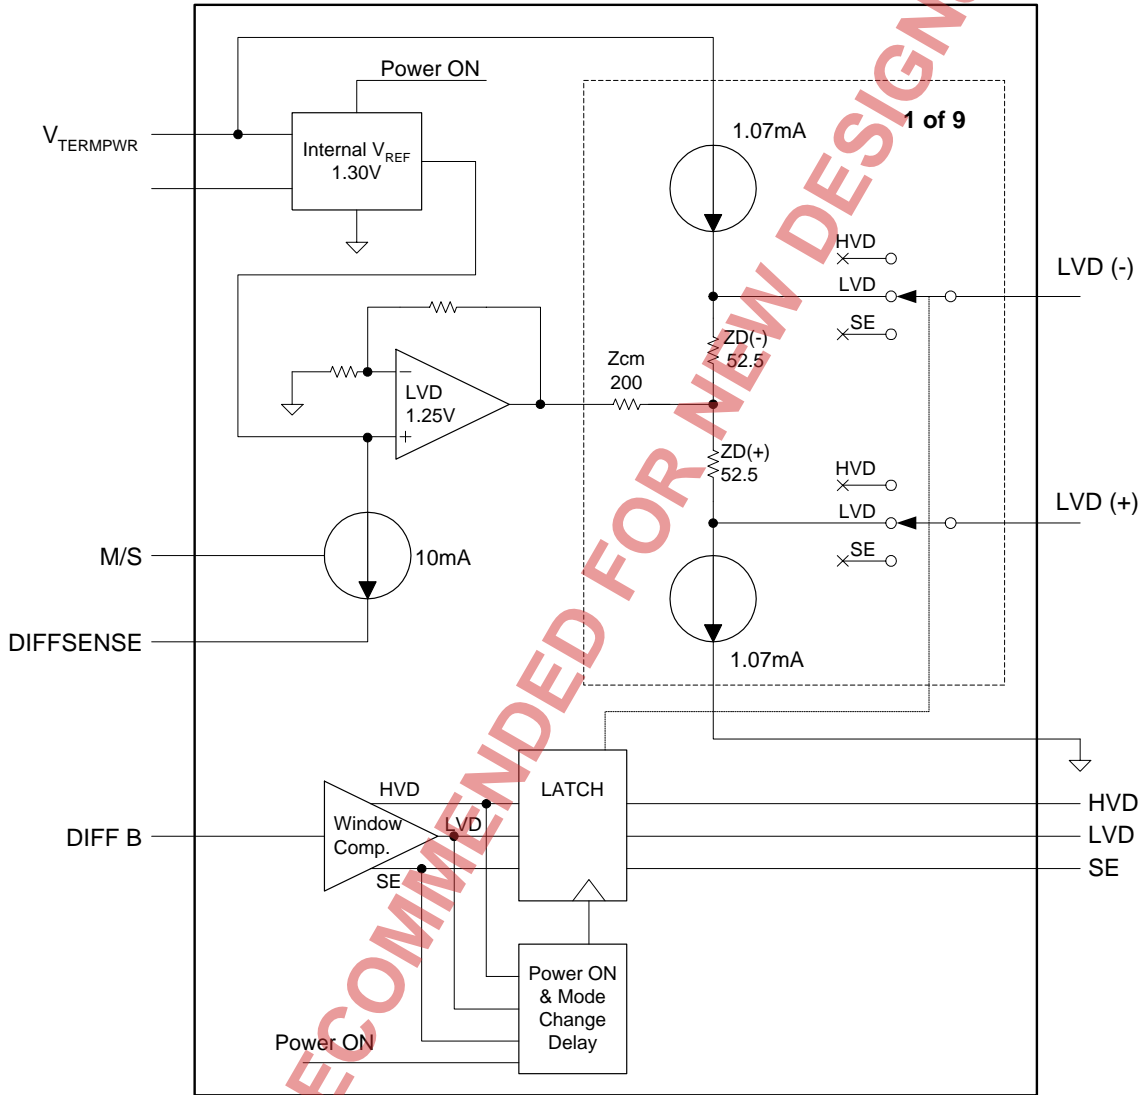 Power ON
1 of 9
1.07mA
VTERMPWR
Internal VREF
1.30V
HVD
LVD
SE
LVD (-)
ZD(-)
52.5
Zcm
200
−
LVD
1.25V
+
ZD(+)
52.5
HVD
LVD
SE
LVD (+)
M/S
10mA
DIFFSENSE
1.07mA
HVD
LATCH
HVD
DIFF B
Window
Comp.
LVD
LVD
SE
SE
Power ON
& Mode
Change
Delay
Power ON
ECOMMENDED FOR NEW DESIGN